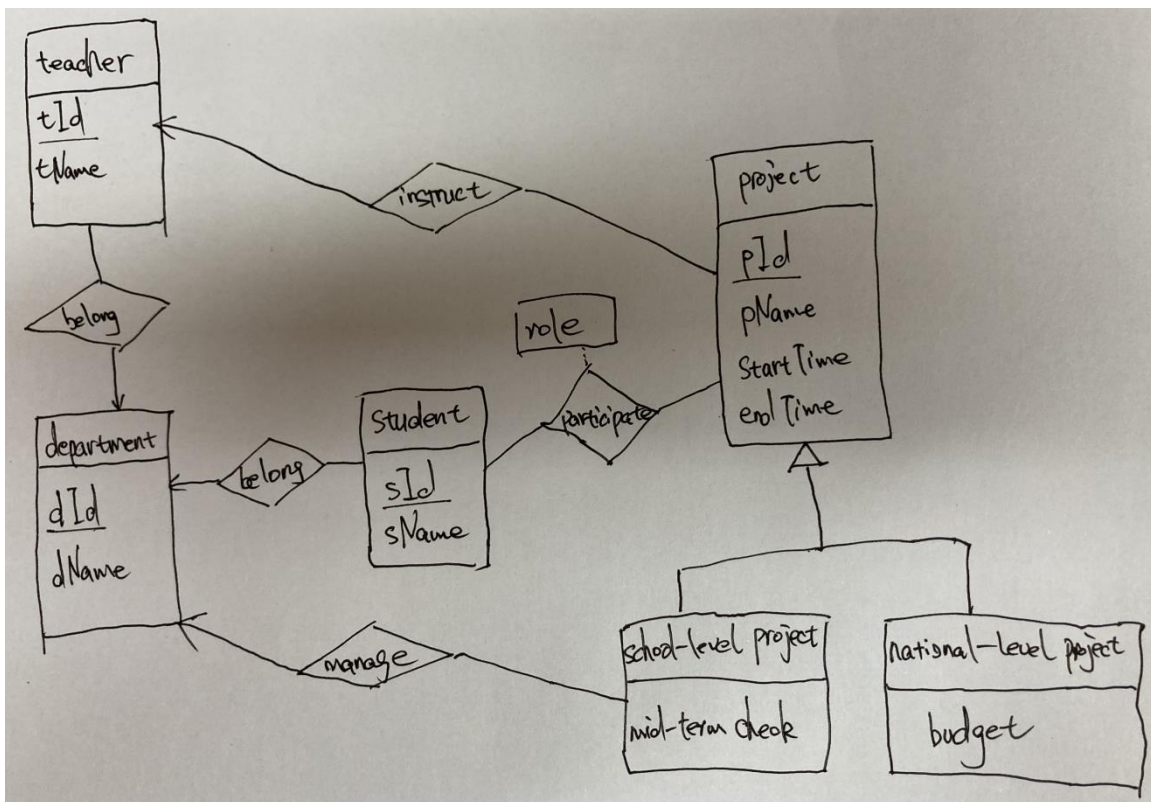 teacher
tId
tName
instruct
project
pId
pName
StartTime
endTime
belong
role
participate
department
dId
dName
belong
Student
sId
sName
manage
school-level project
mid-term check
national-level project
budget